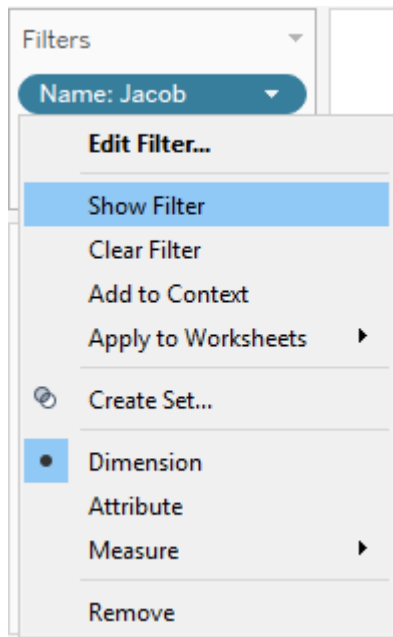 Filters
Name: Jacob
Edit Filter...
Show Filter
Clear Filter
Add to Context
Apply to Worksheets
Create Set...
Dimension
Attribute
Measure
Remove